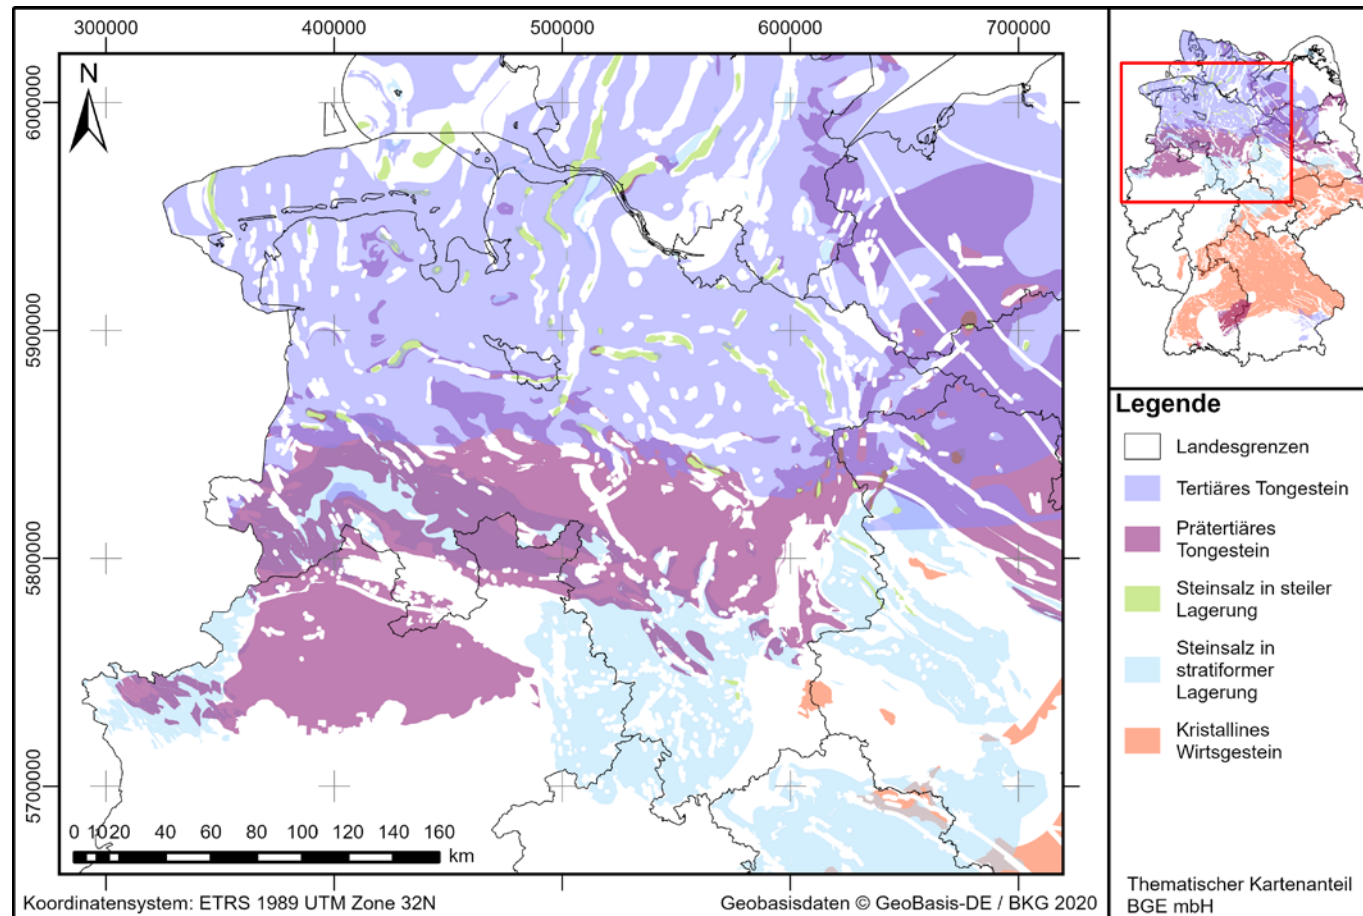 300000
400000
500000
600000
700000
N
6000000
5900000
5800000
5700000
0 10 20 40 60 80 100 120 140 160
km
Koordinatensystem: ETRS 1989 UTM Zone 32N
Geobasisdaten © GeoBasis-DE / BKG 2020
Legende
Landesgrenzen
Tertiäres Tongestein
Prätertiäres
Tongestein
Steinsalz in steiler
Lagerung
Steinsalz in
stratiformer
Lagerung
Kristallines
Wirtsgestein
Thematischer Kartenanteil
BGE mbH